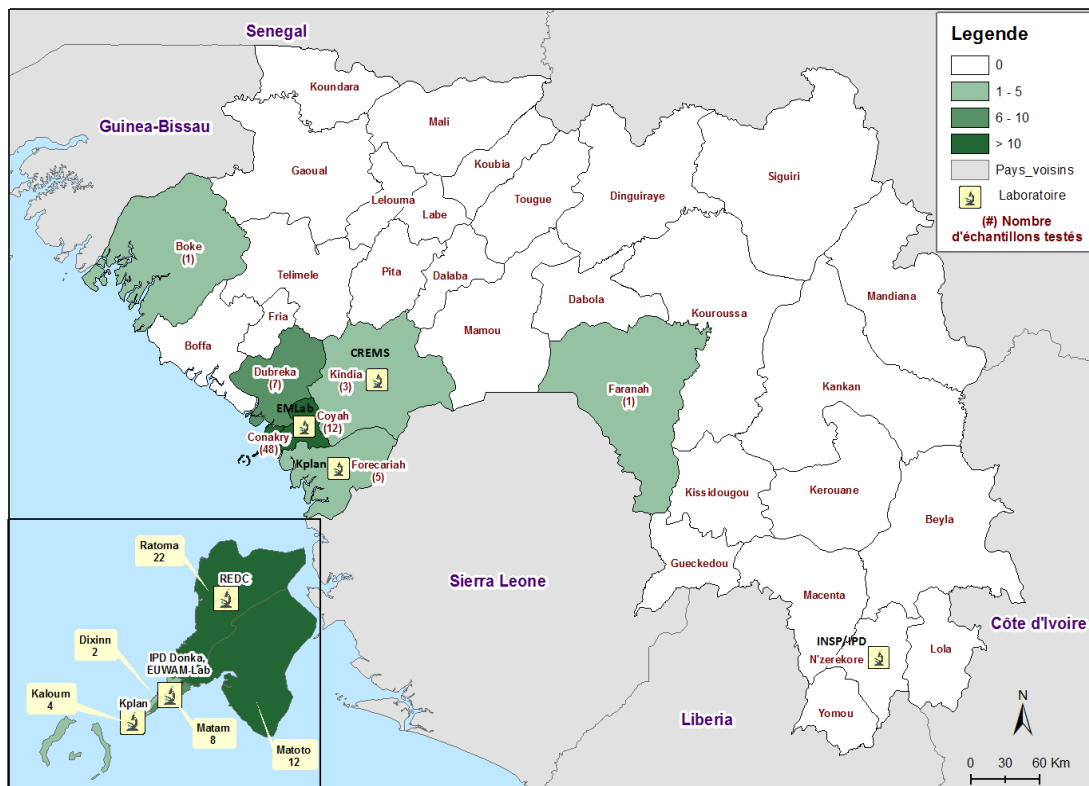 Senegal
Guinea-Bissau
Koundara
Mali
Gaoual
Koubia
Lelouma
Labe
Tougue
Dinguiraye
Siguiri
Boke
(1)
Telimele
Pita
Dalaba
Mandiana
Fria
Boffa
Mamou
Dabola
Kouroussa
CREMS
Dubreka
(7)
Kindia
(3)
Faranah
(1)
Kankan
EMLab
Coyah
(12)
Conakry
(48)
Kplan
Forecariah
(5)
Kissidougou
Kerouane
Beyla
Gueckedou
Sierra Leone
Macenta
Côte d'Ivoire
INSP/IPD
N'zerekore
Lola
Yomou
Liberia
Legende
0
1 - 5
6 - 10
> 10
Pays_voisins
Laboratoire
(#) Nombre
d'échantillons testés
Ratoma
22
REDC
Dixinn
2
IPD Donka,
EUWAM-Lab
Kaloum
4
Kplan
Matam
8
Matoto
12
N
0 30 60 Km